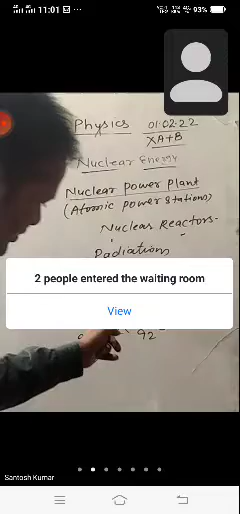 11:01
93%
Physics 01.02.22
XA+B
Nuclear Energy
Nuclear Power Plant
(Atomic power stations)
Nuclear Reactors-
Radiations
2 people entered the waiting room
View
92
Santosh Kumar